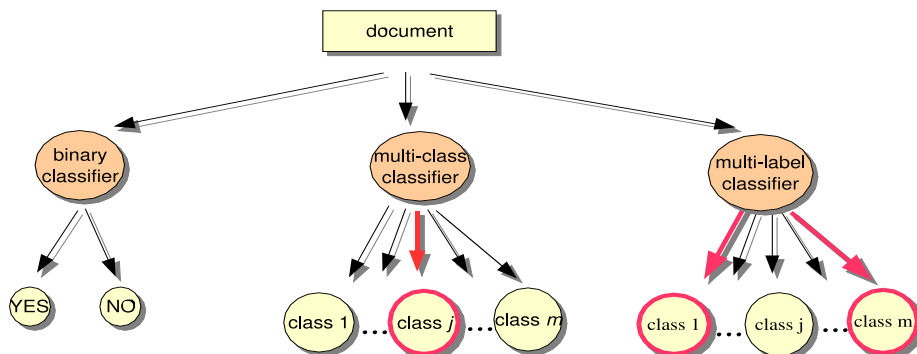 document
binary
classifier
multi-class
classifier
multi-label
classifier
YES
NO
class 1
....
class j
....
class m
class 1
....
class j
....
class m